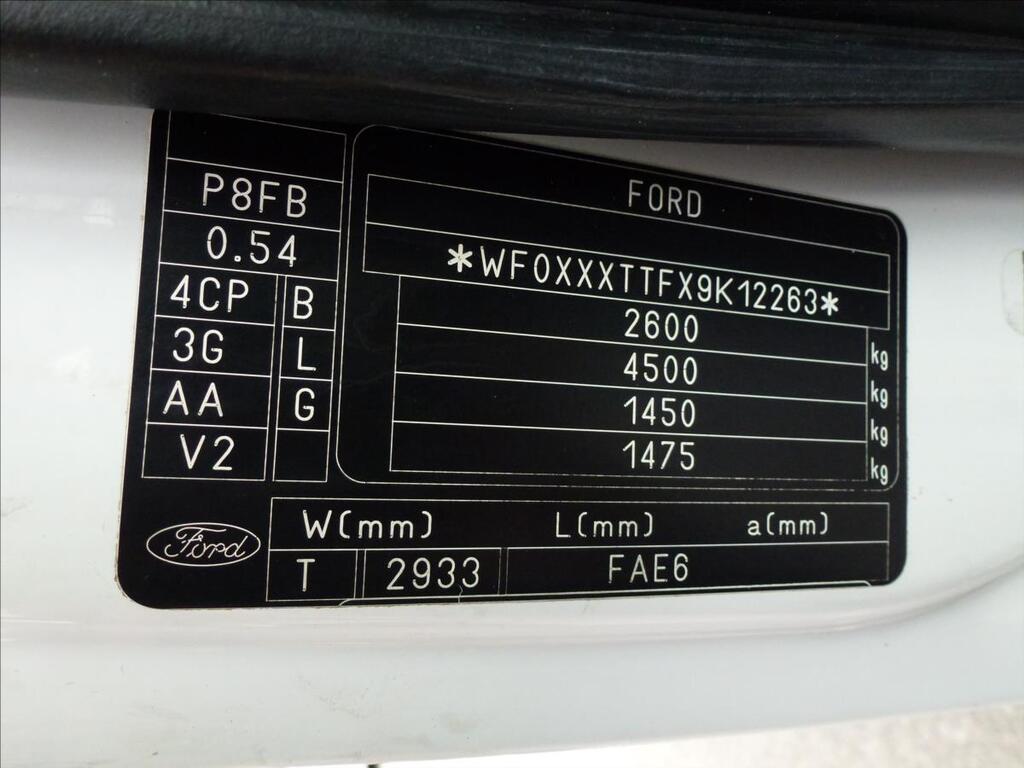 P8FB
0.54
4CP B
3G L
AA G
V2
FORD
*WF0XXXTTFX9K12263*
2600 kg
4500 kg
1450 kg
1475 kg
Ford
W(mm) L(mm) a(mm)
T 2933 FAE6